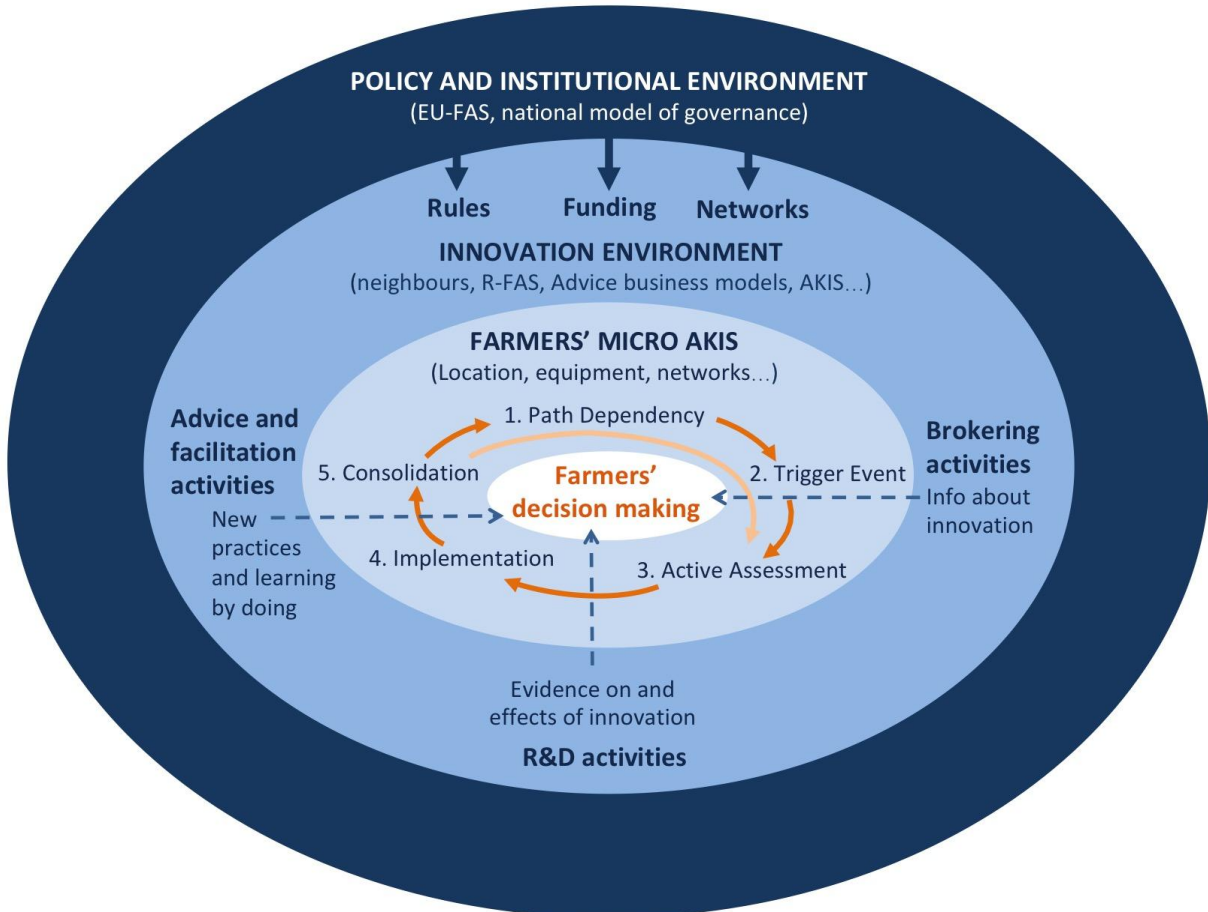 POLICY AND INSTITUTIONAL ENVIRONMENT
(EU-FAS, national model of governance)
Rules
Funding
Networks
INNOVATION ENVIRONMENT
(neighbours, R-FAS, Advice business models, AKIS...)
FARMERS’ MICRO AKIS
(Location, equipment, networks...)
1. Path Dependency
2. Trigger Event
3. Active Assessment
4. Implementation
5. Consolidation
Farmers’
decision making
Advice and
facilitation
activities
New
practices
and learning
by doing
Brokering
activities
Info about
innovation
Evidence on and
effects of innovation
R&D activities